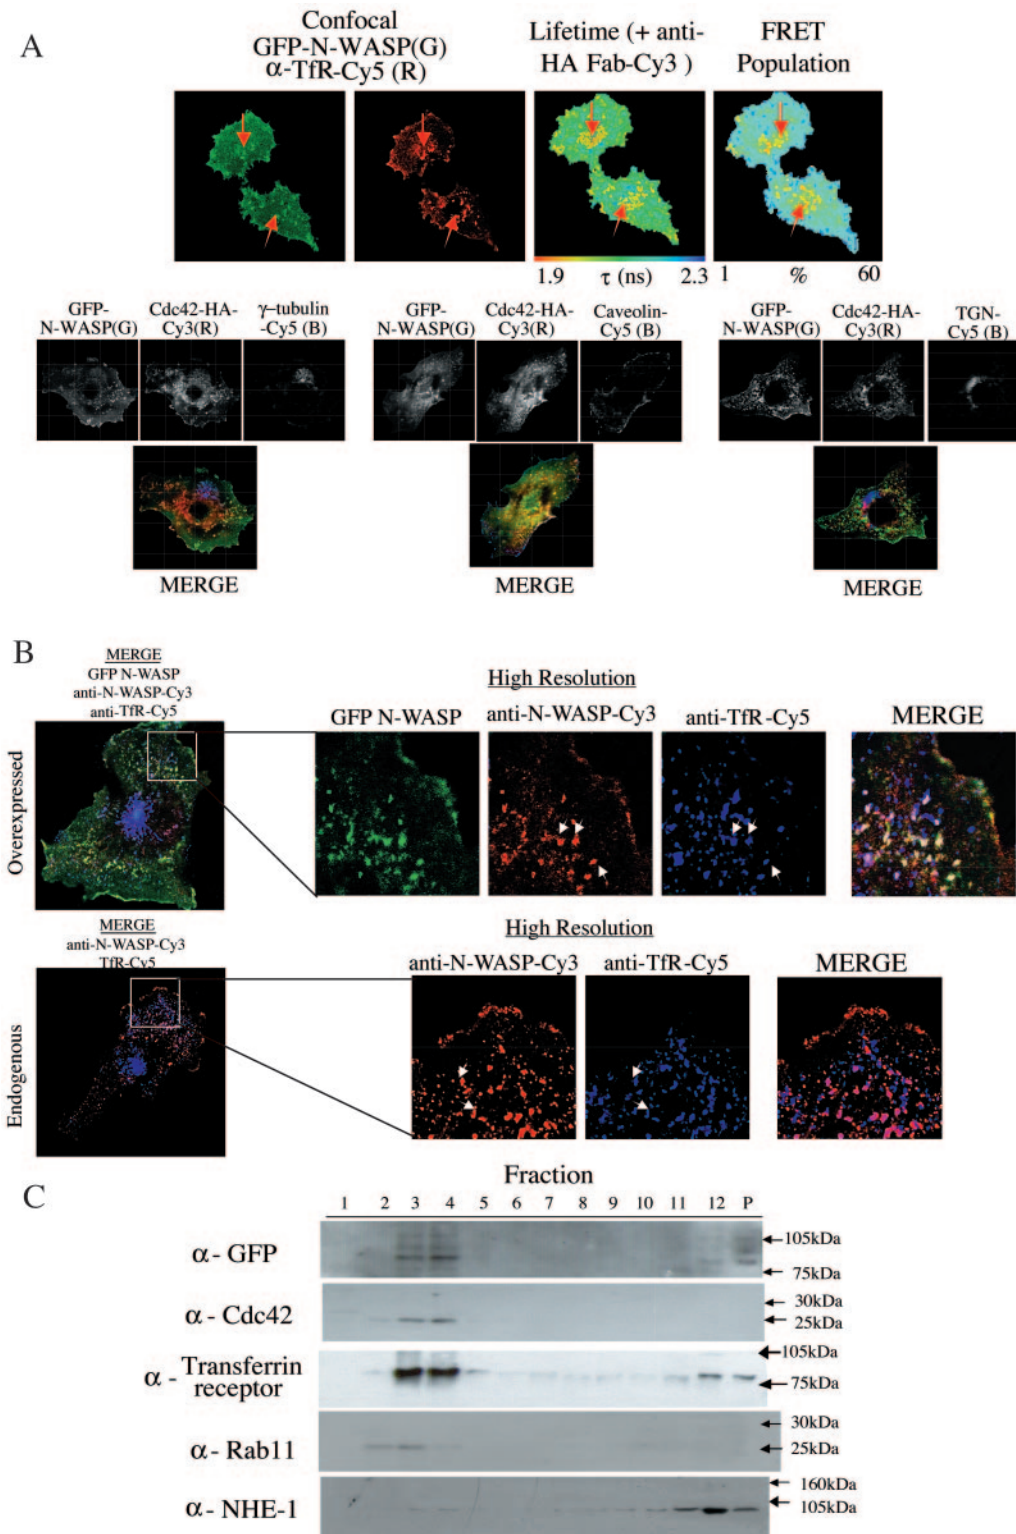 A
Confocal
GFP-N-WASP(G)
α-TfR-Cy5 (R)
Lifetime (+ anti-
HA Fab-Cy3 )
FRET
Population
1.9 τ (ns) 2.3
1 % 60
GFP-
N-WASP(G)
Cdc42-HA-
Cy3(R)
γ-tubulin
-Cy5 (B)
MERGE
GFP-
N-WASP(G)
Cdc42-HA-
Cy3(R)
Caveolin-
Cy5 (B)
MERGE
GFP-
N-WASP(G)
Cdc42-HA-
Cy3(R)
TGN-
Cy5 (B)
MERGE
B
Overexpressed
MERGE
GFP N-WASP
anti-N-WASP-Cy3
anti-TfR-Cy5
High Resolution
GFP N-WASP
anti-N-WASP-Cy3
anti-TfR-Cy5
MERGE
Endogenous
MERGE
anti-N-WASP-Cy3
TfR-Cy5
High Resolution
anti-N-WASP-Cy3
anti-TfR-Cy5
MERGE
C
Fraction
1 2 3 4 5 6 7 8 9 10 11 12 P
α- GFP
105kDa
75kDa
α- Cdc42
30kDa
25kDa
α- Transferrin
receptor
105kDa
75kDa
α- Rab11
30kDa
25kDa
α- NHE-1
160kDa
105kDa